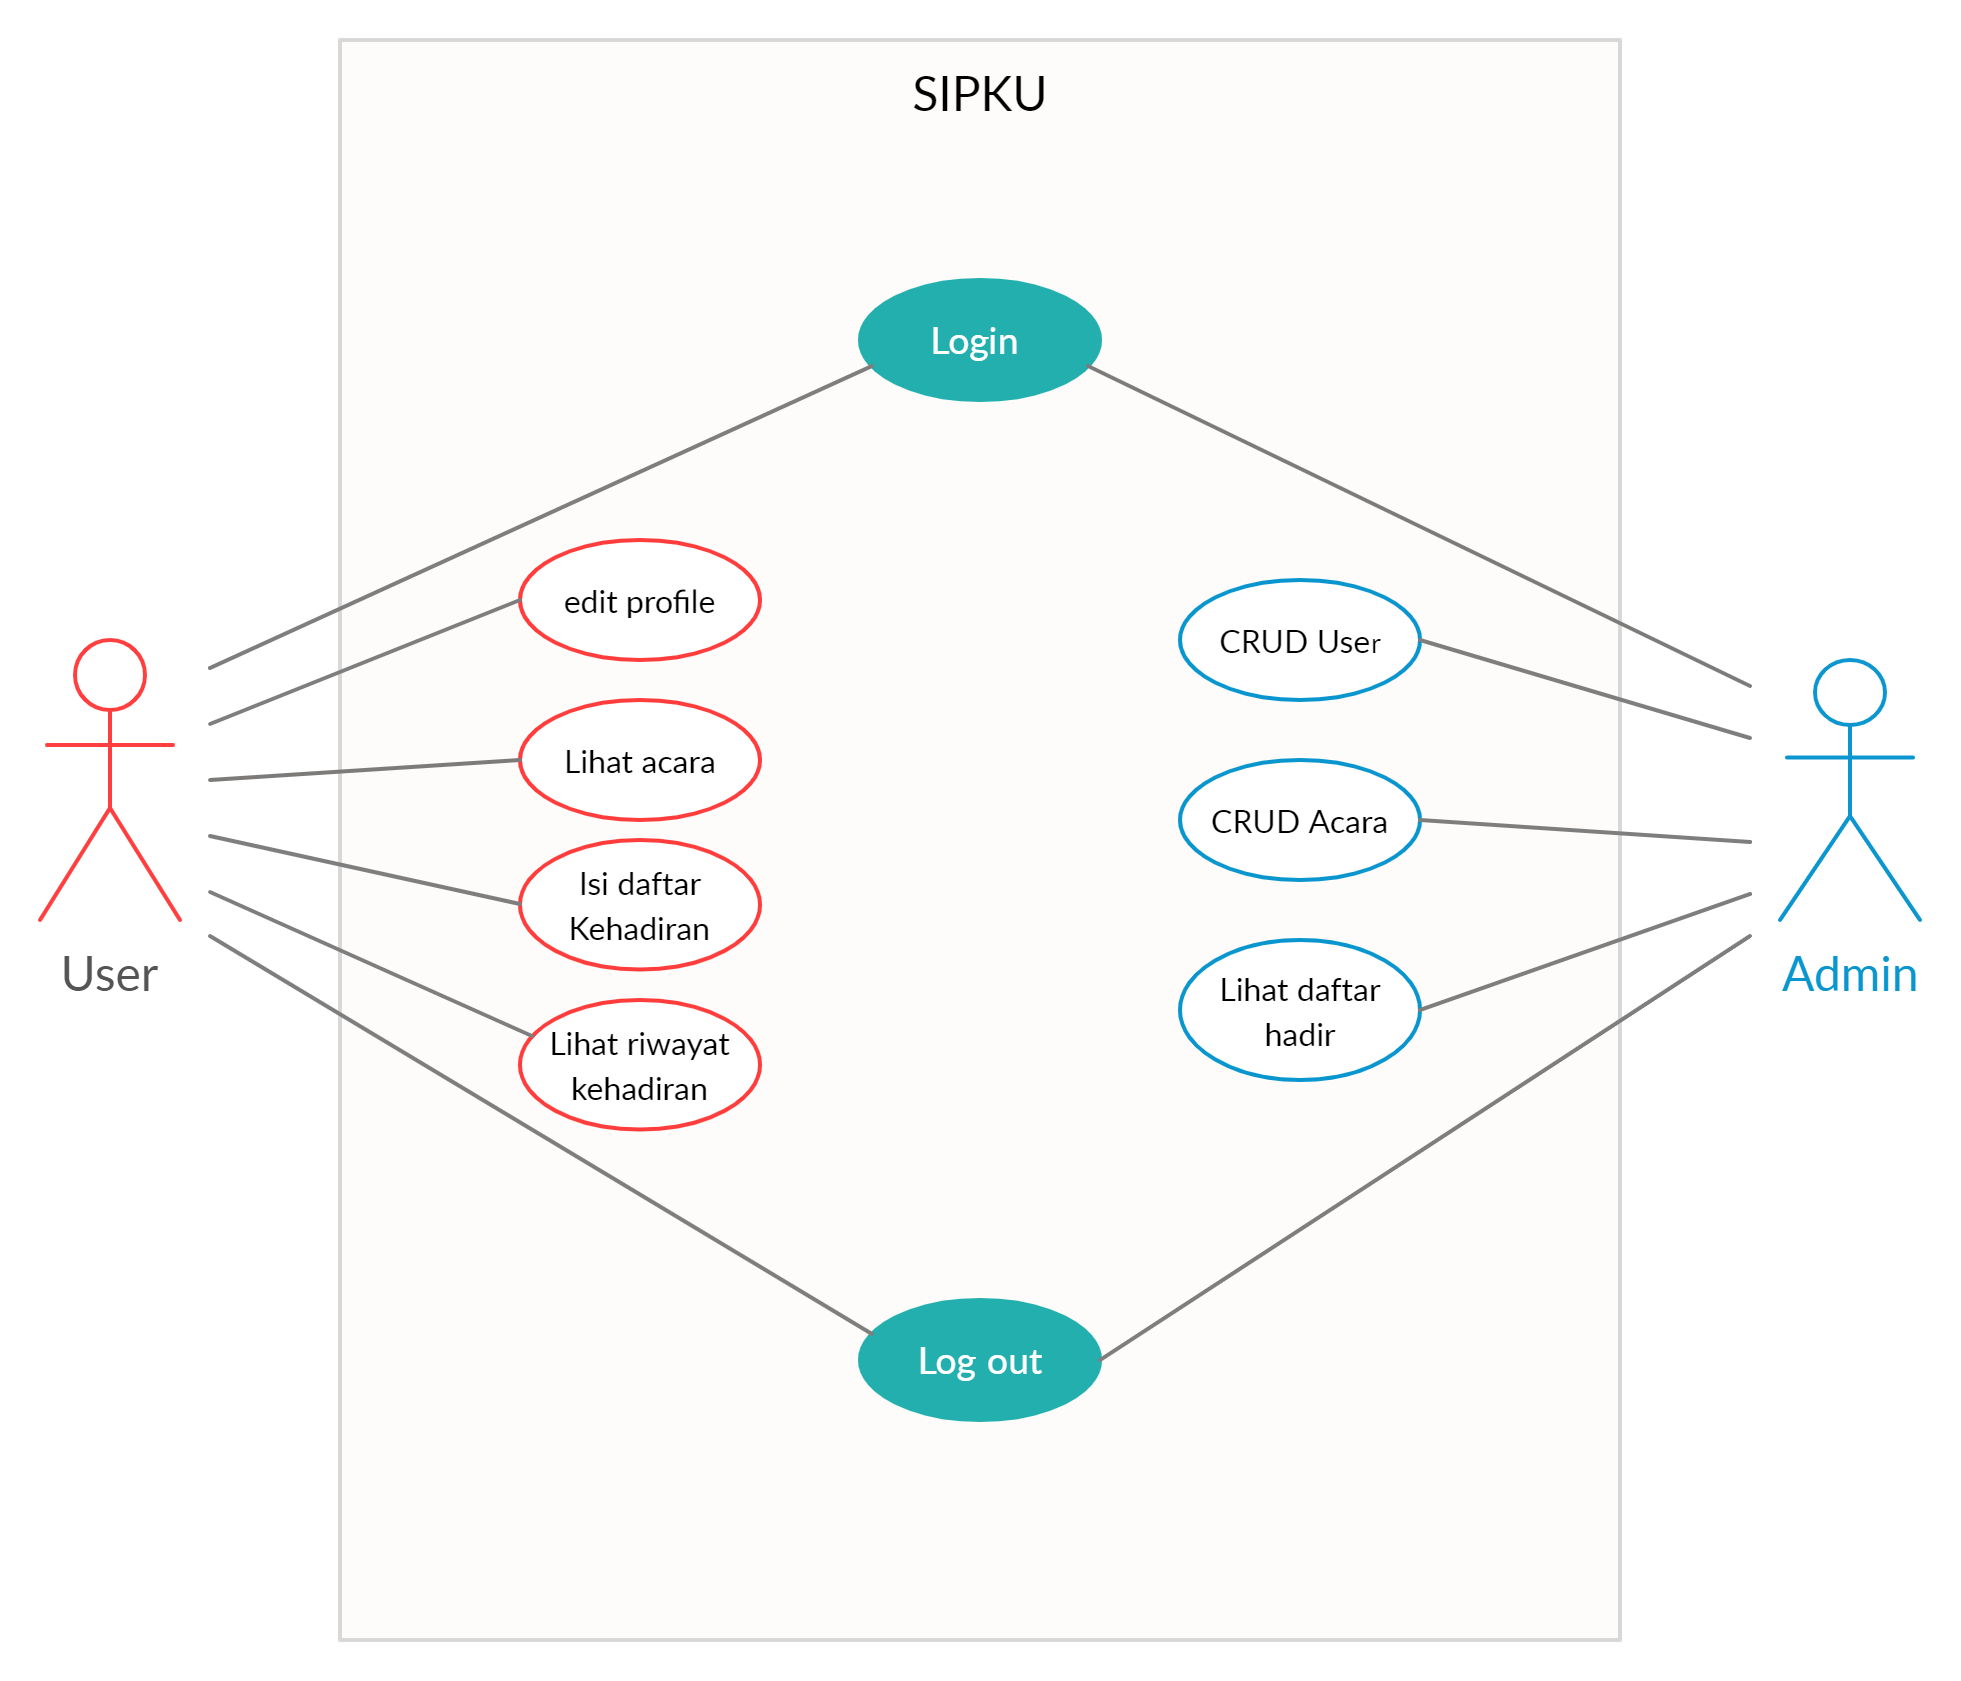 SIPKU
Login
edit profile
CRUD User
Lihat acara
CRUD Acara
Isi daftar
Kehadiran
Lihat daftar
hadir
Lihat riwayat
kehadiran
User
Admin
Log out